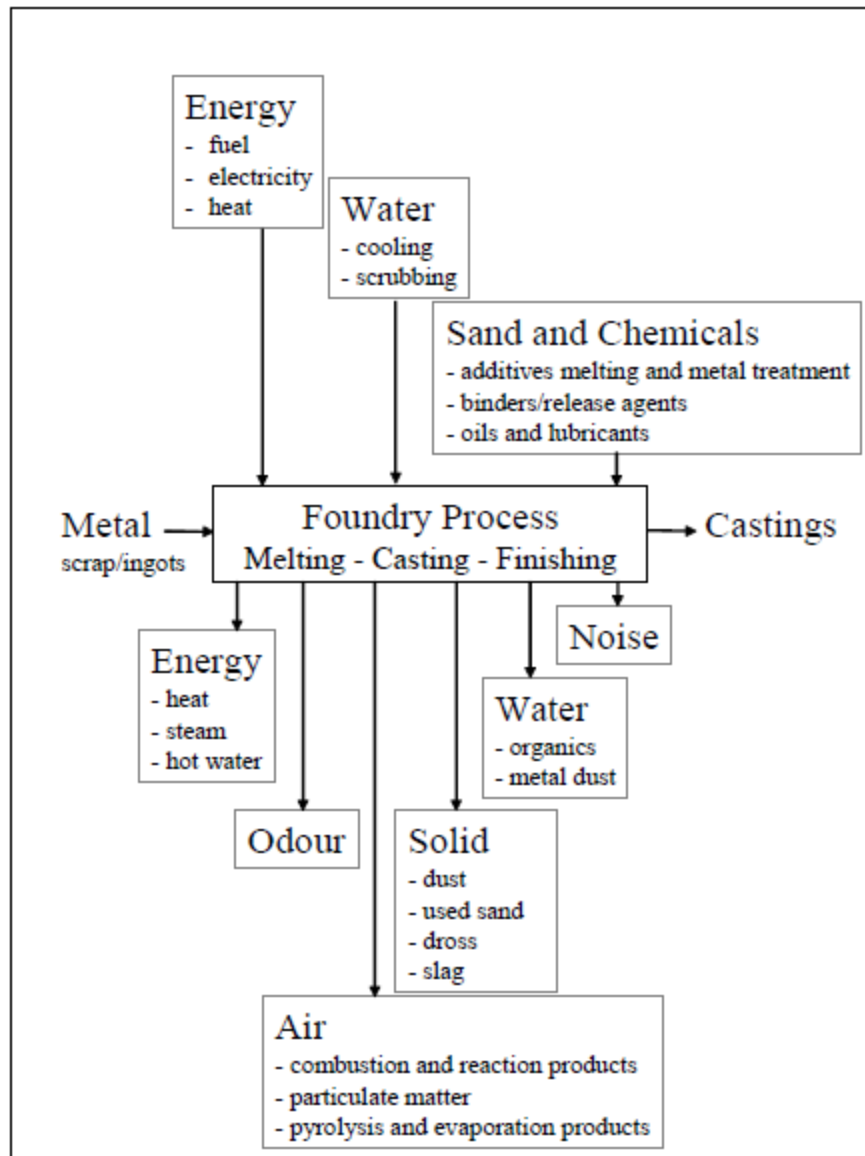 Energy
- fuel
- electricity
- heat
Water
- cooling
- scrubbing
Sand and Chemicals
- additives melting and metal treatment
- binders/release agents
- oils and lubricants
Metal
scrap/ingots
Foundry Process
Melting - Casting - Finishing
Castings
Energy
- heat
- steam
- hot water
Noise
Water
- organics
- metal dust
Odour
Solid
- dust
- used sand
- dross
- slag
Air
- combustion and reaction products
- particulate matter
- pyrolysis and evaporation products